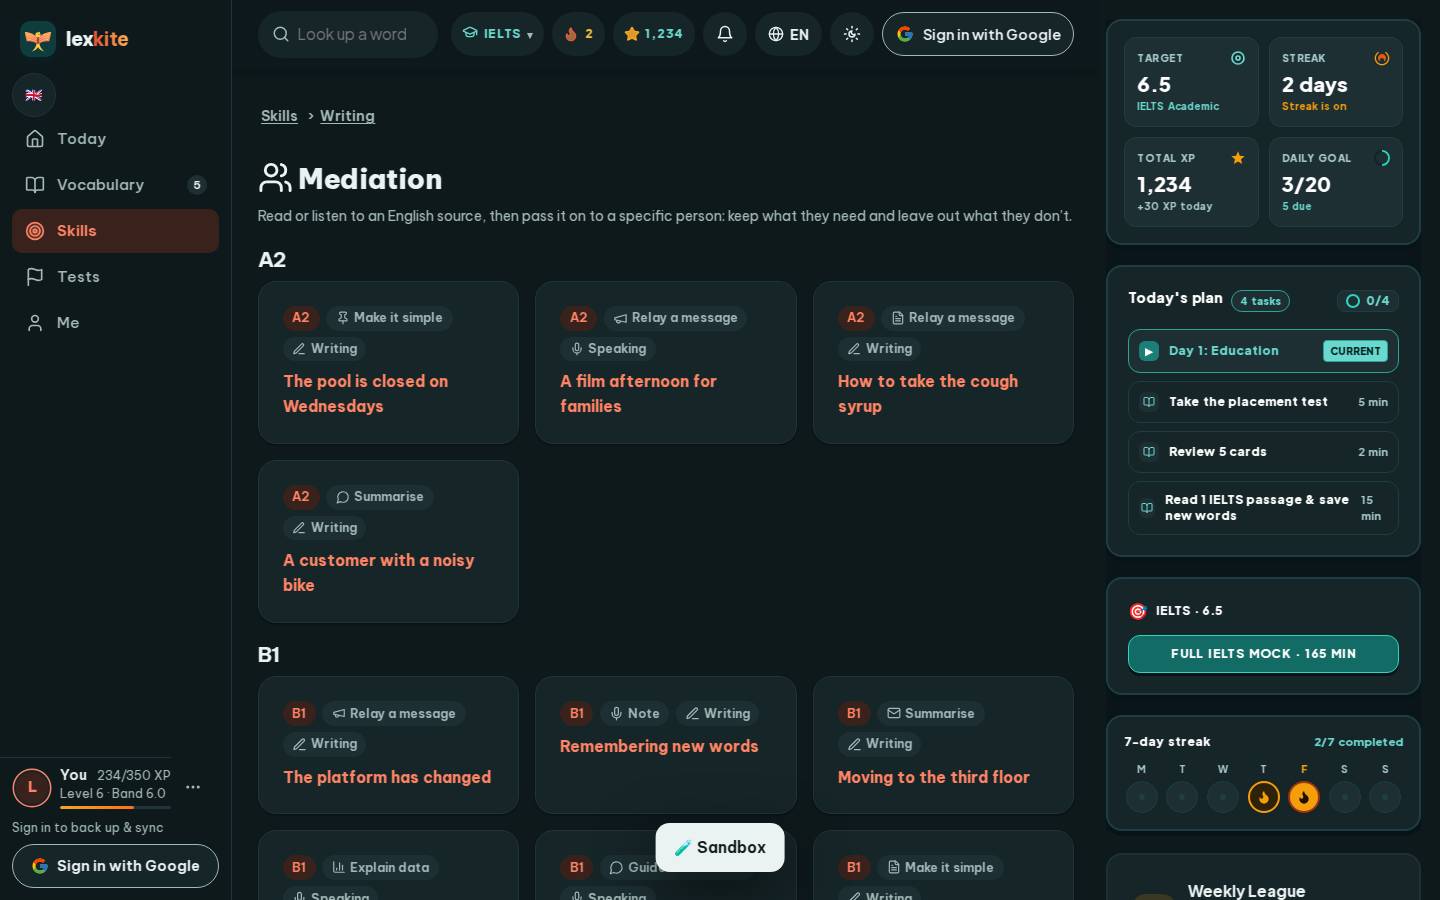 lexkite
Today
Vocabulary 5
Skills
Tests
Me
You 234/350 XP
Level 6 · Band 6.0
L
Sign in to back up & sync
Sign in with Google
Look up a word
IELTS ▾
2
1,234
EN
Sign in with Google
Skills › Writing
Mediation
Read or listen to an English source, then pass it on to a specific person: keep what they need and leave out what they don't.
A2
A2 Make it simple
Writing
The pool is closed on
Wednesdays
A2 Relay a message
Speaking
A film afternoon for
families
A2 Relay a message
Writing
How to take the cough
syrup
A2 Summarise
Writing
A customer with a noisy
bike
B1
B1 Relay a message
Writing
The platform has changed
B1 Note Writing
Remembering new words
B1 Summarise
Writing
Moving to the third floor
B1 Explain data
Speaking
B1
Speaking
B1 Make it simple
Writing
Sandbox
TARGET
6.5
IELTS Academic
STREAK
2 days
Streak is on
TOTAL XP
1,234
+30 XP today
DAILY GOAL
3/20
5 due
Today's plan 4 tasks 0/4
Day 1: Education CURRENT
Take the placement test 5 min
Review 5 cards 2 min
Read 1 IELTS passage & save 15
new words min
IELTS · 6.5
FULL IELTS MOCK · 165 MIN
7-day streak 2/7 completed
M T W T F S S
Weekly League